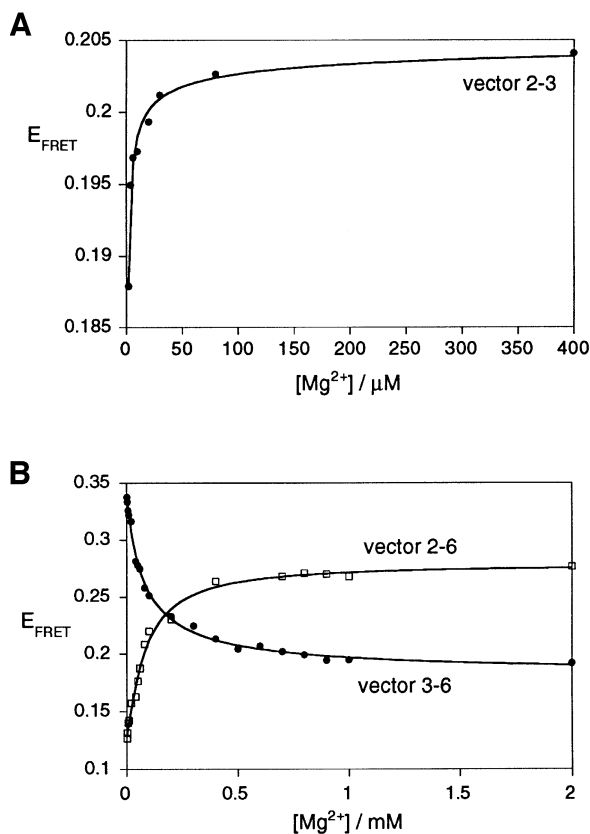 A
0.205
0.2
0.195
0.19
0.185
E_FRET
vector 2-3
0 50 100 150 200 250 300 350 400
[Mg²⁺] / μM
B
0.35
0.3
0.25
0.2
0.15
0.1
E_FRET
vector 2-6
vector 3-6
0 0.5 1 1.5 2
[Mg²⁺] / mM